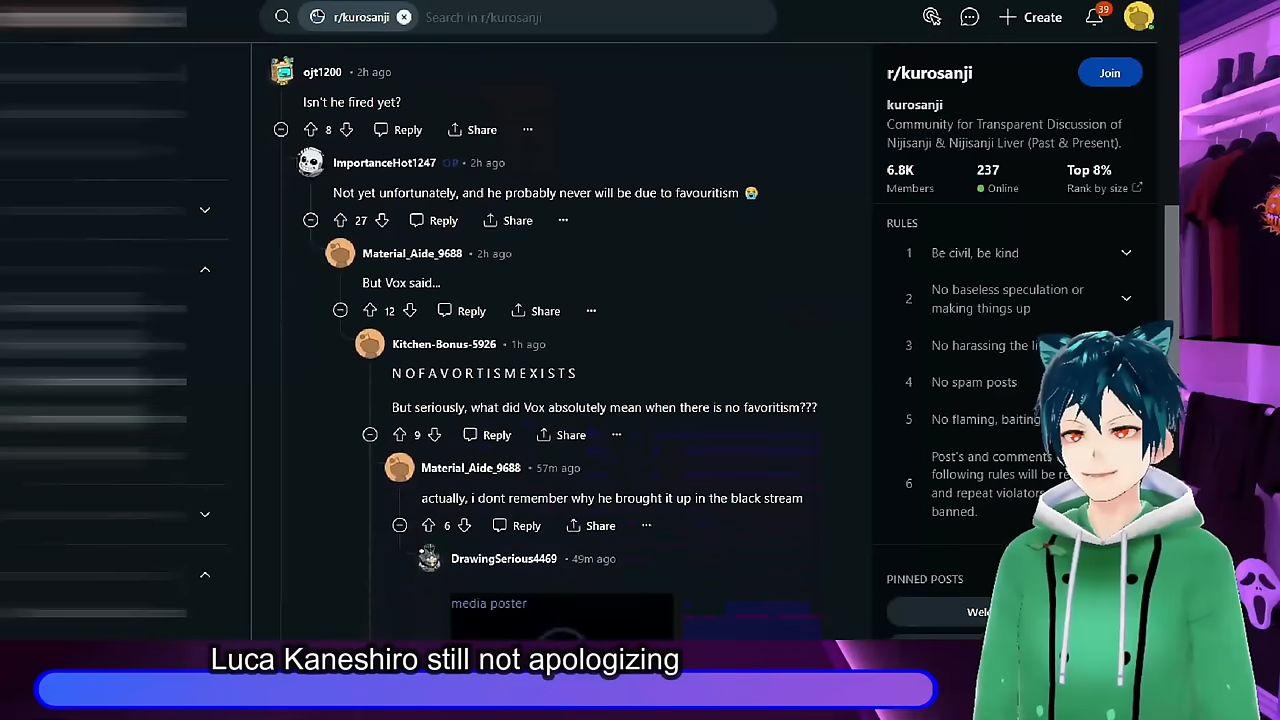 r/kurosanji
Search in r/kurosanji
Create
39
ojt1200 • 2h ago
Isn't he fired yet?
8 Reply Share
ImportanceHot1247 OP • 2h ago
Not yet unfortunately, and he probably never will be due to favouritism 😭
27 Reply Share
Material_Aide_9688 • 2h ago
But Vox said...
12 Reply Share
Kitchen-Bonus-5926 • 1h ago
N O F A V O R T I S M E X I S T S
But seriously, what did Vox absolutely mean when there is no favoritism???
9 Reply Share
Material_Aide_9688 • 57m ago
actually, i dont remember why he brought it up in the black stream
6 Reply Share
DrawingSerious4469 • 49m ago
media poster
r/kurosanji
Join
kurosanji
Community for Transparent Discussion of
Nijisanji & Nijisanji Liver (Past & Present).
6.8K 237 Top 8%
Members Online Rank by size
RULES
1 Be civil, be kind
2 No baseless speculation or
making things up
3 No harassing the
4 No spam posts
5 No flaming, baiting
6 Post's and comments
following rules will be
and repeat violators
banned.
PINNED POSTS
Luca Kaneshiro still not apologizing